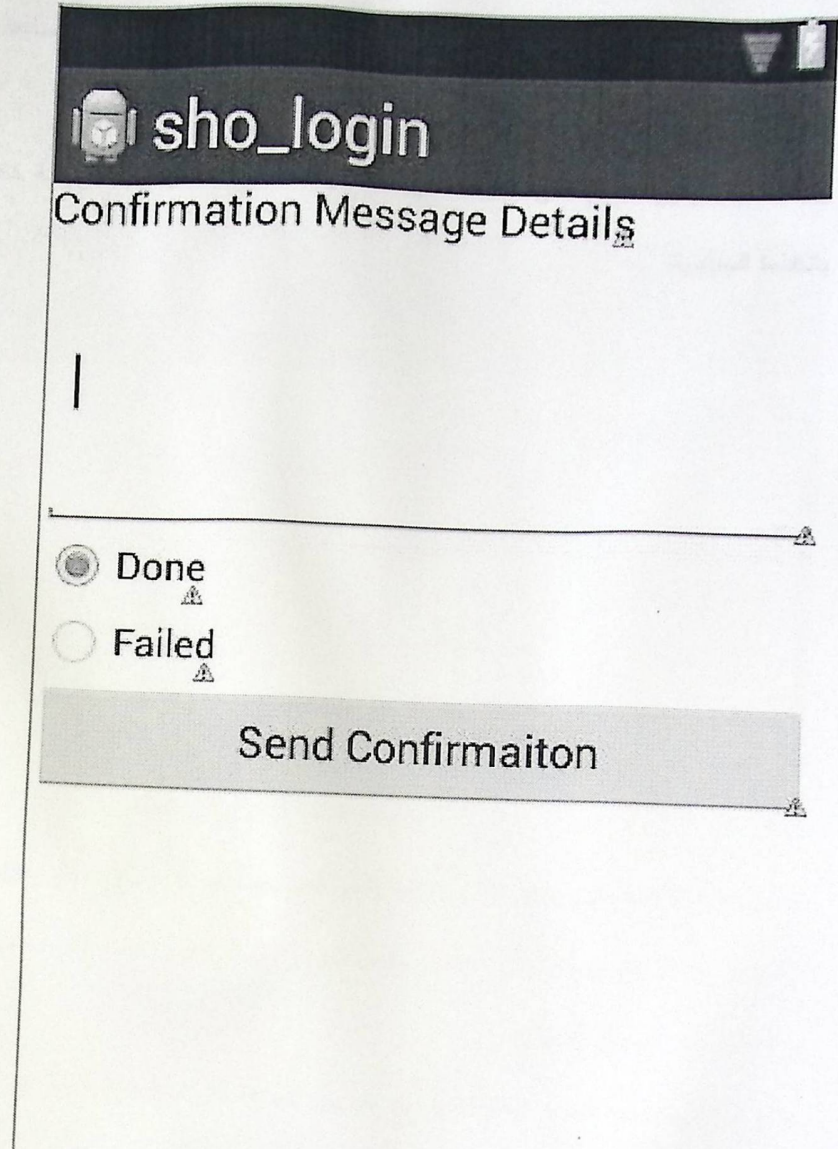 sho_login
Confirmation Message Details
Done
Failed
Send Confirmaiton